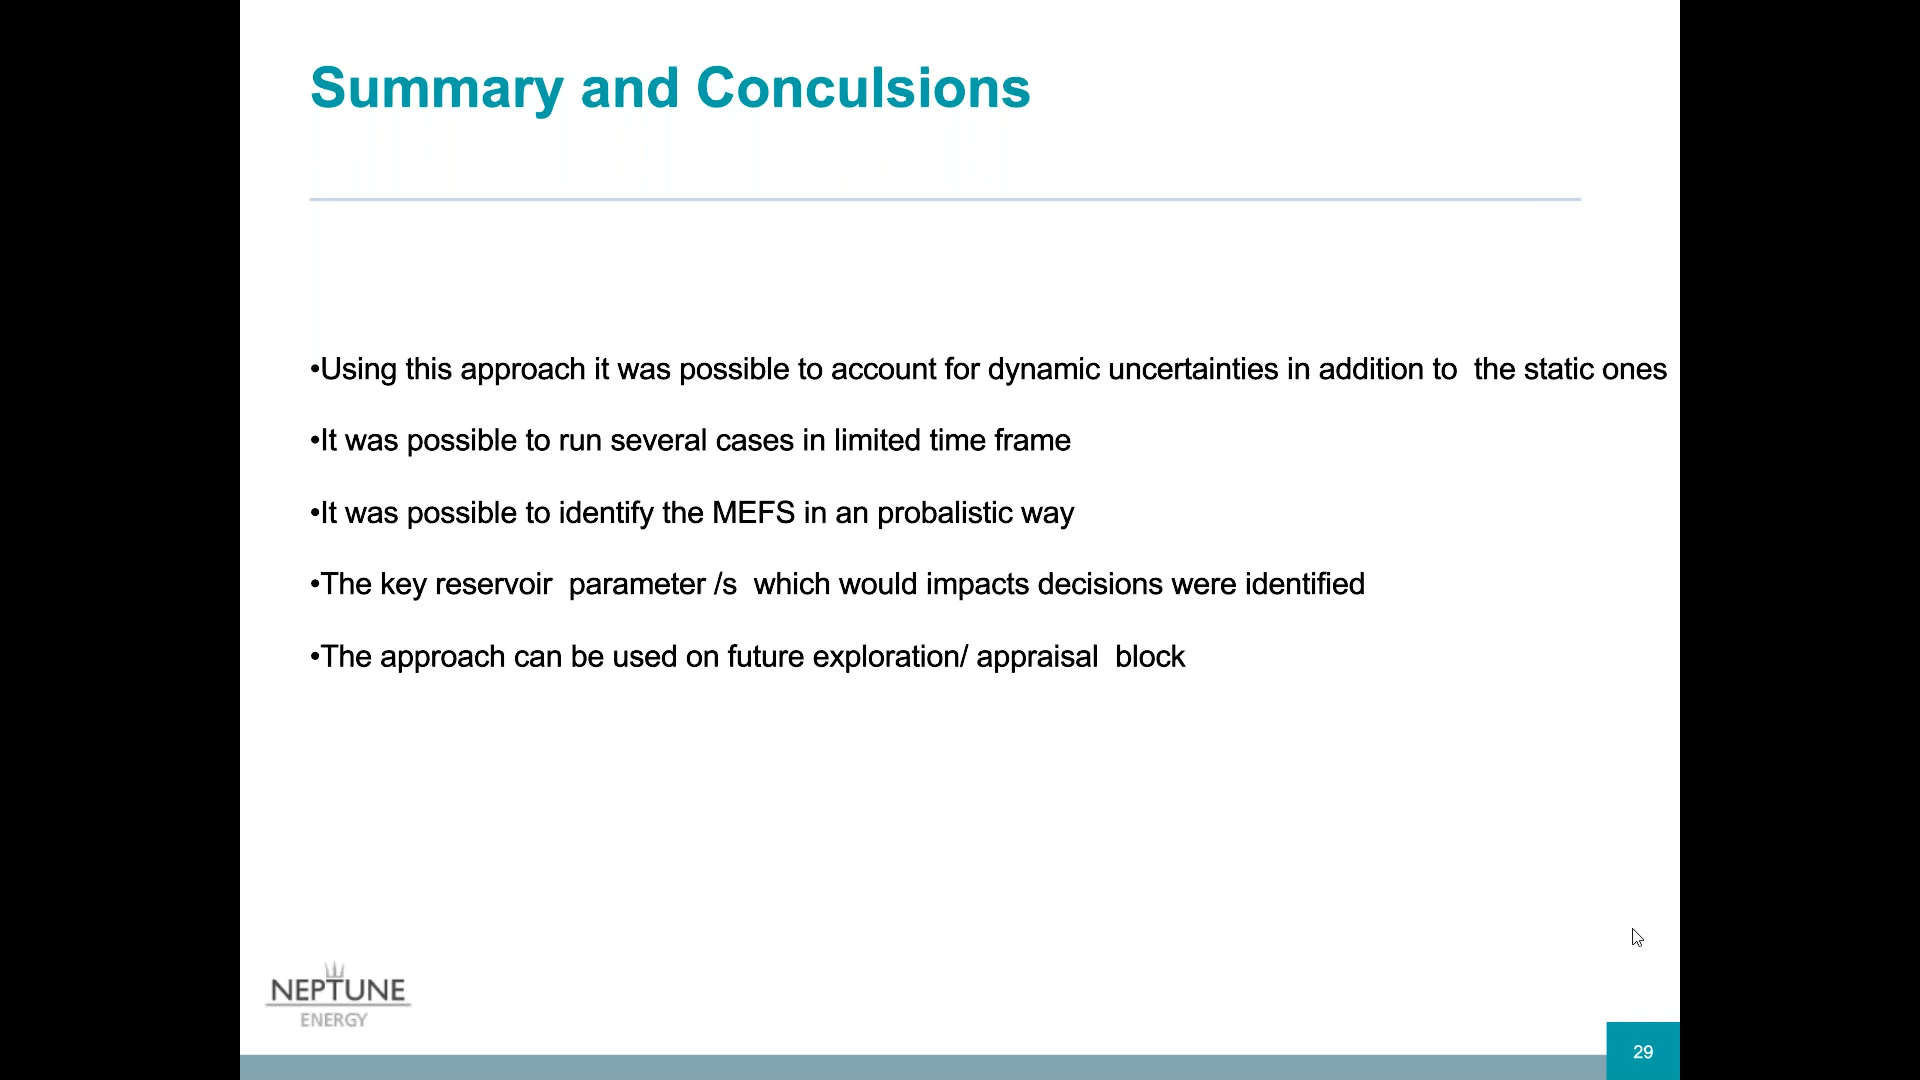 Summary and Conculsions
•Using this approach it was possible to account for dynamic uncertainties in addition to  the static ones
•It was possible to run several cases in limited time frame
•It was possible to identify the MEFS in an probalistic way
•The key reservoir  parameter /s  which would impacts decisions were identified
•The approach can be used on future exploration/ appraisal  block
NEPTUNE
ENERGY
29